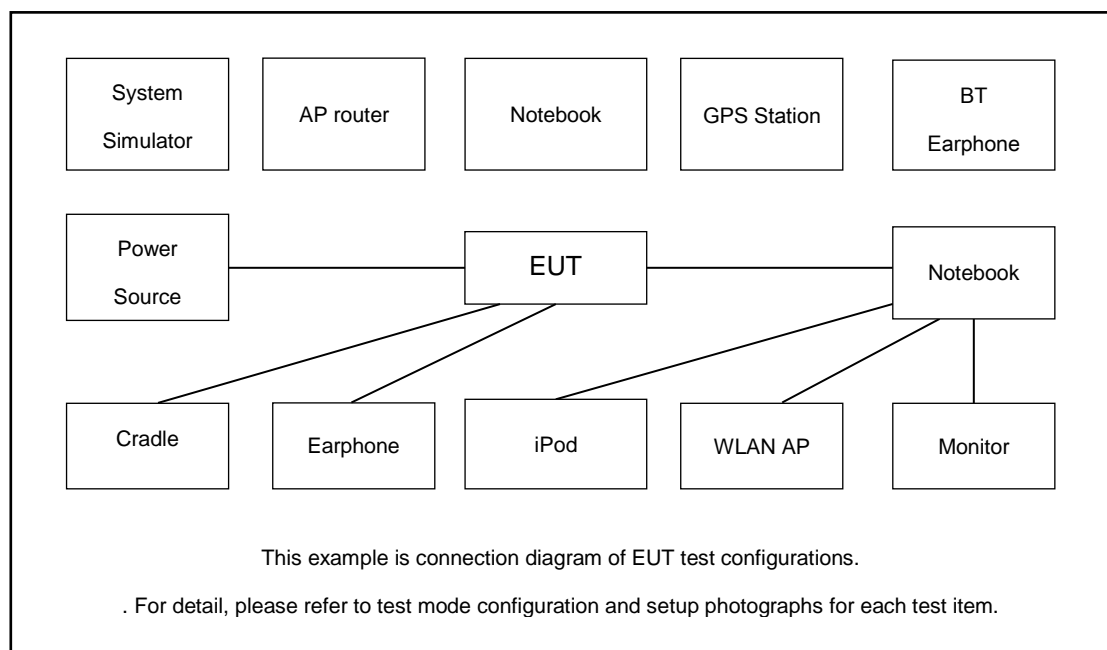 System
Simulator
AP router
Notebook
GPS Station
BT
Earphone
Power
Source
EUT
Notebook
Cradle
Earphone
iPod
WLAN AP
Monitor
This example is connection diagram of EUT test configurations.
. For detail, please refer to test mode configuration and setup photographs for each test item.